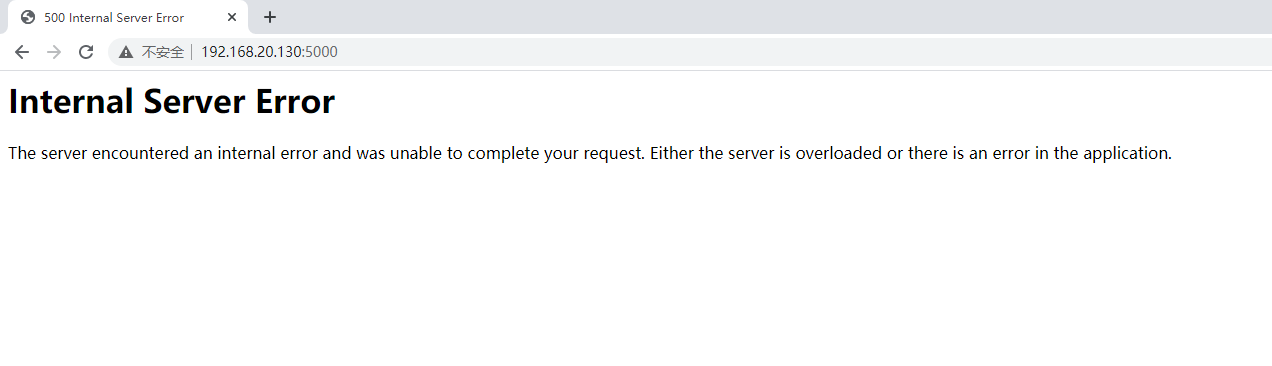 500 Internal Server Error
不安全 192.168.20.130:5000
Internal Server Error
The server encountered an internal error and was unable to complete your request. Either the server is overloaded or there is an error in the application.